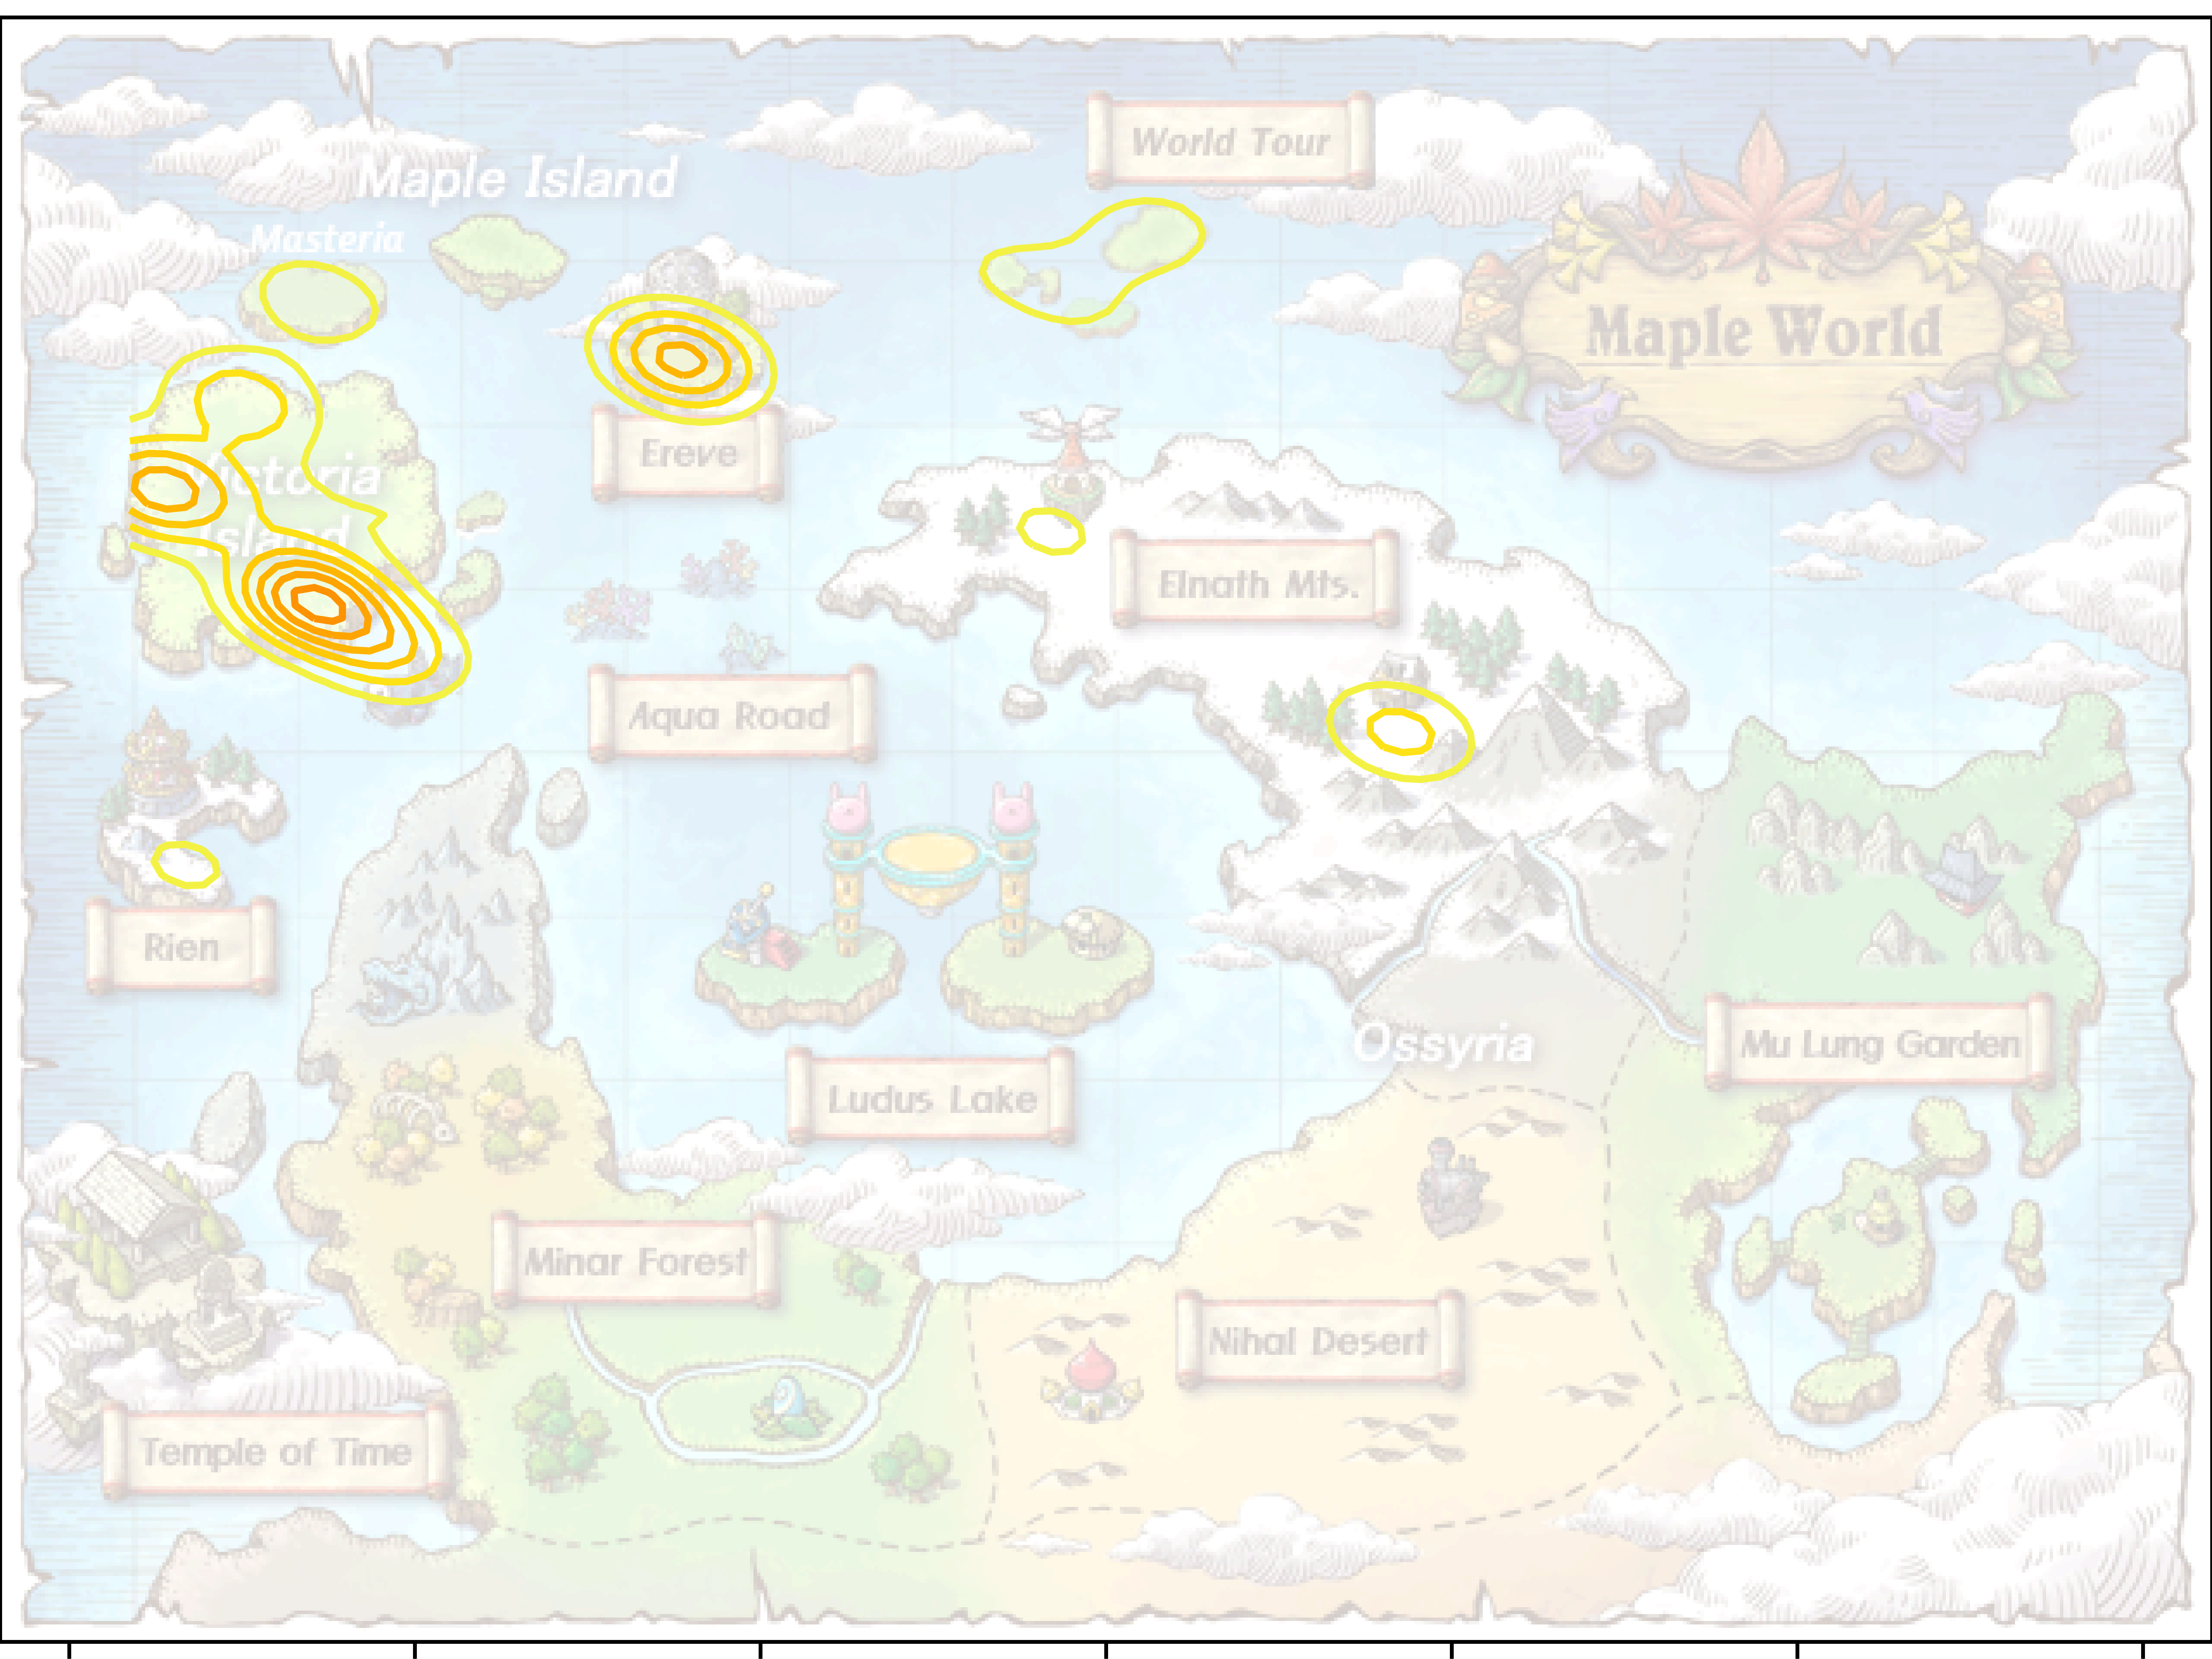 World Tour
Maple Island
Masteria
Maple World
Ereve
Victoria
Island
Elnath Mts.
Aqua Road
Rien
Ossyria
Mu Lung Garden
Ludus Lake
Minar Forest
Nihal Desert
Temple of Time